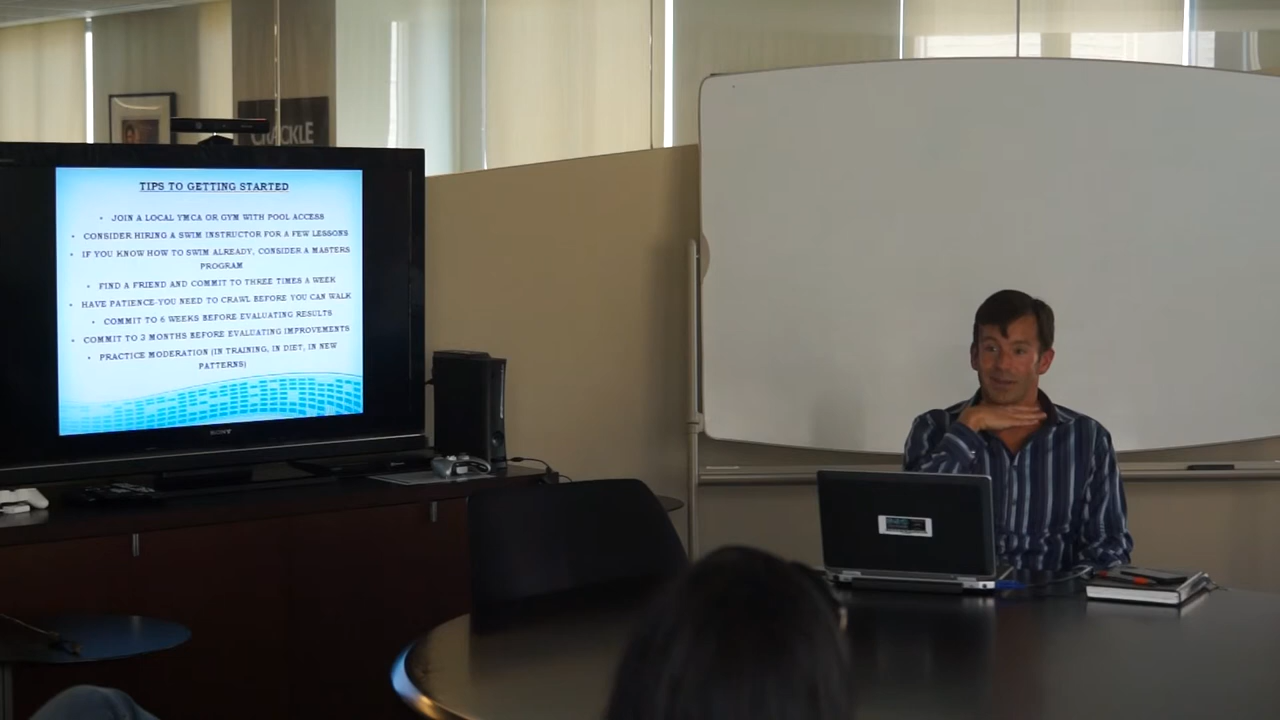 CRACKLE
TIPS TO GETTING STARTED
• JOIN A LOCAL YMCA OR GYM WITH POOL ACCESS
• CONSIDER HIRING A SWIM INSTRUCTOR FOR A FEW LESSONS
• IF YOU KNOW HOW TO SWIM ALREADY, CONSIDER A MASTERS
PROGRAM
• FIND A FRIEND AND COMMIT TO THREE TIMES A WEEK
• HAVE PATIENCE-YOU NEED TO CRAWL BEFORE YOU CAN WALK
• COMMIT TO 6 WEEKS BEFORE EVALUATING RESULTS
• COMMIT TO 3 MONTHS BEFORE EVALUATING IMPROVEMENTS
• PRACTICE MODERATION (IN TRAINING, IN DIET, IN NEW
PATTERNS)
SONY